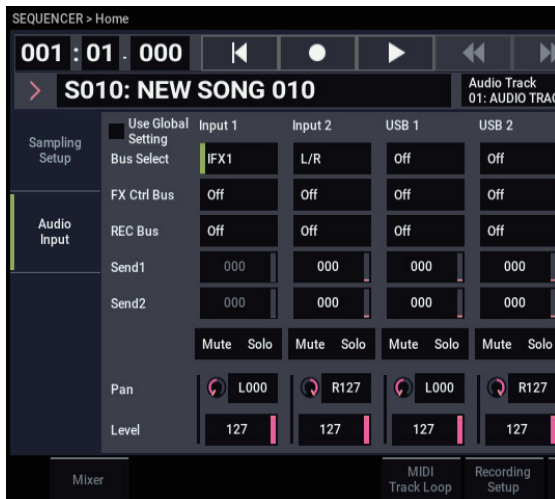 SEQUENCER > Home
001 : 01 . 000
S010: NEW SONG 010
Audio Track
01: AUDIO TRAC
Use Global Setting
Input 1 Input 2 USB 1 USB 2
Sampling Setup
Bus Select IFX1 L/R Off Off
FX Ctrl Bus Off Off Off Off
Audio Input
REC Bus Off Off Off Off
Send1 000 000 000 000
Send2 000 000 000 000
Mute Solo Mute Solo Mute Solo Mute Solo
Pan L000 R127 L000 R127
Level 127 127 127 127
Mixer
MIDI Track Loop
Recording Setup